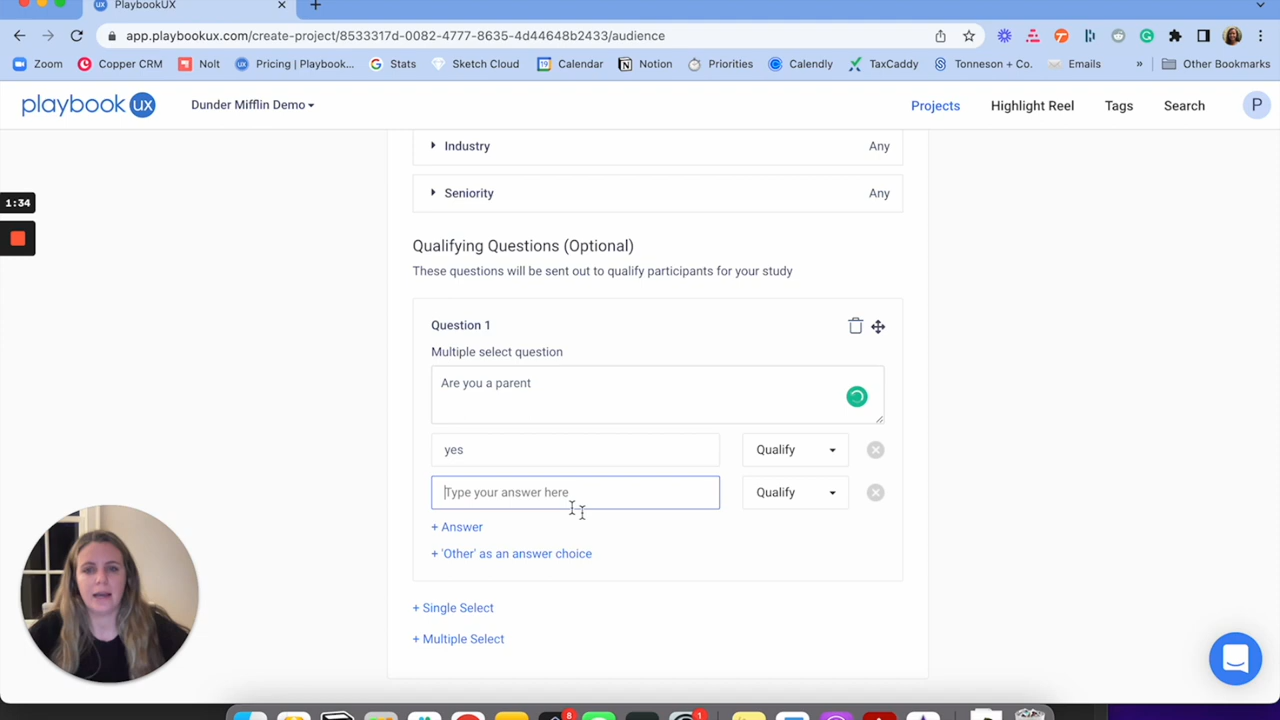 PlaybookUX
app.playbookux.com/create-project/8533317d-0082-4777-8635-4d44648b2433/audience
Zoom Copper CRM Nolt Pricing | Playbook... Stats Sketch Cloud Calendar Notion Priorities Calendly TaxCaddy Tonneson + Co. Emails » Other Bookmarks
playbook ux Dunder Mifflin Demo Projects Highlight Reel Tags Search P
Industry Any
Seniority Any
1:34
Qualifying Questions (Optional)
These questions will be sent out to qualify participants for your study
Question 1
Multiple select question
Are you a parent
yes Qualify
Type your answer here Qualify
+ Answer
+ 'Other' as an answer choice
+ Single Select
+ Multiple Select
8 1